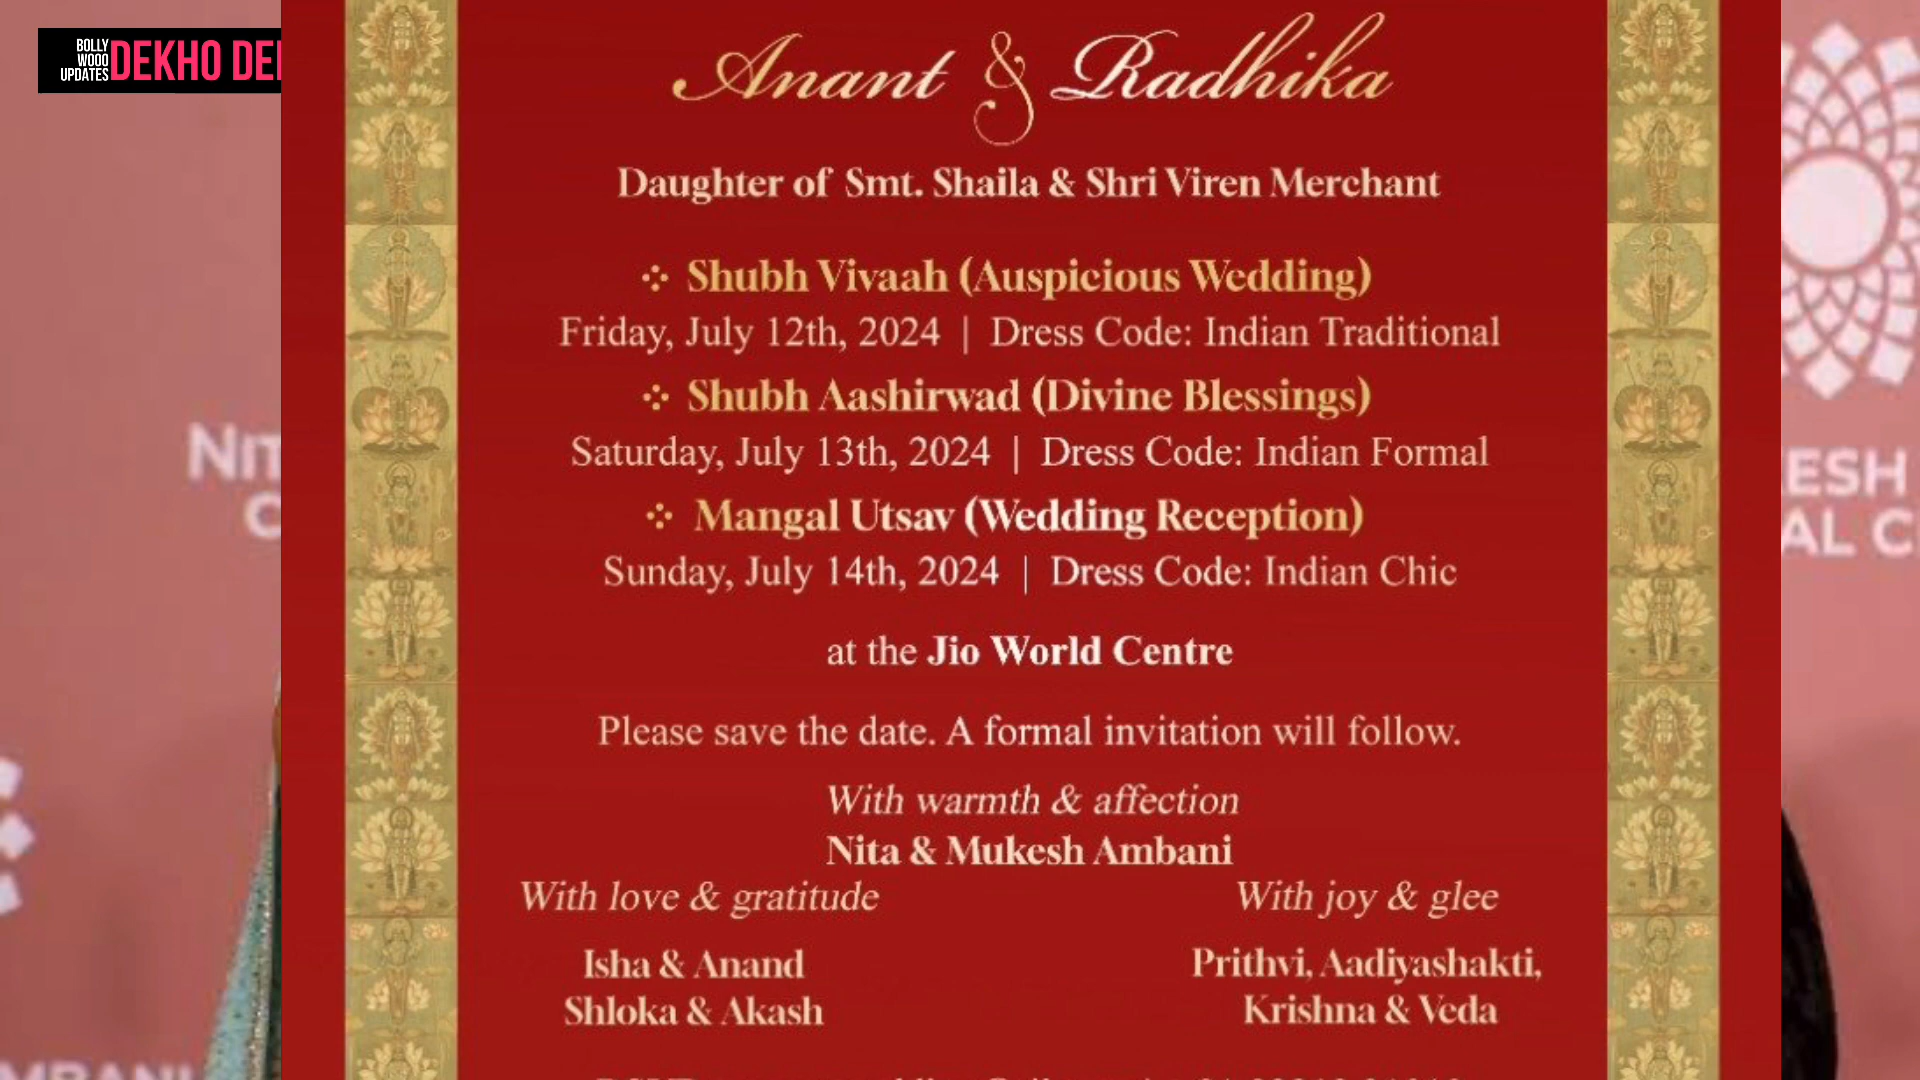 BOLLY
WOOD
UPDATES
DEKHO DE
Anant & Radhika
Daughter of Smt. Shaila & Shri Viren Merchant
Shubh Vivaah (Auspicious Wedding)
Friday, July 12th, 2024 | Dress Code: Indian Traditional
Shubh Aashirwad (Divine Blessings)
Saturday, July 13th, 2024 | Dress Code: Indian Formal
Mangal Utsav (Wedding Reception)
Sunday, July 14th, 2024 | Dress Code: Indian Chic
at the Jio World Centre
Please save the date. A formal invitation will follow.
With warmth & affection
Nita & Mukesh Ambani
With love & gratitude
Isha & Anand
Shloka & Akash
With joy & glee
Prithvi, Aadiyashakti,
Krishna & Veda
NIT
C
ESH
AL C
MBANI